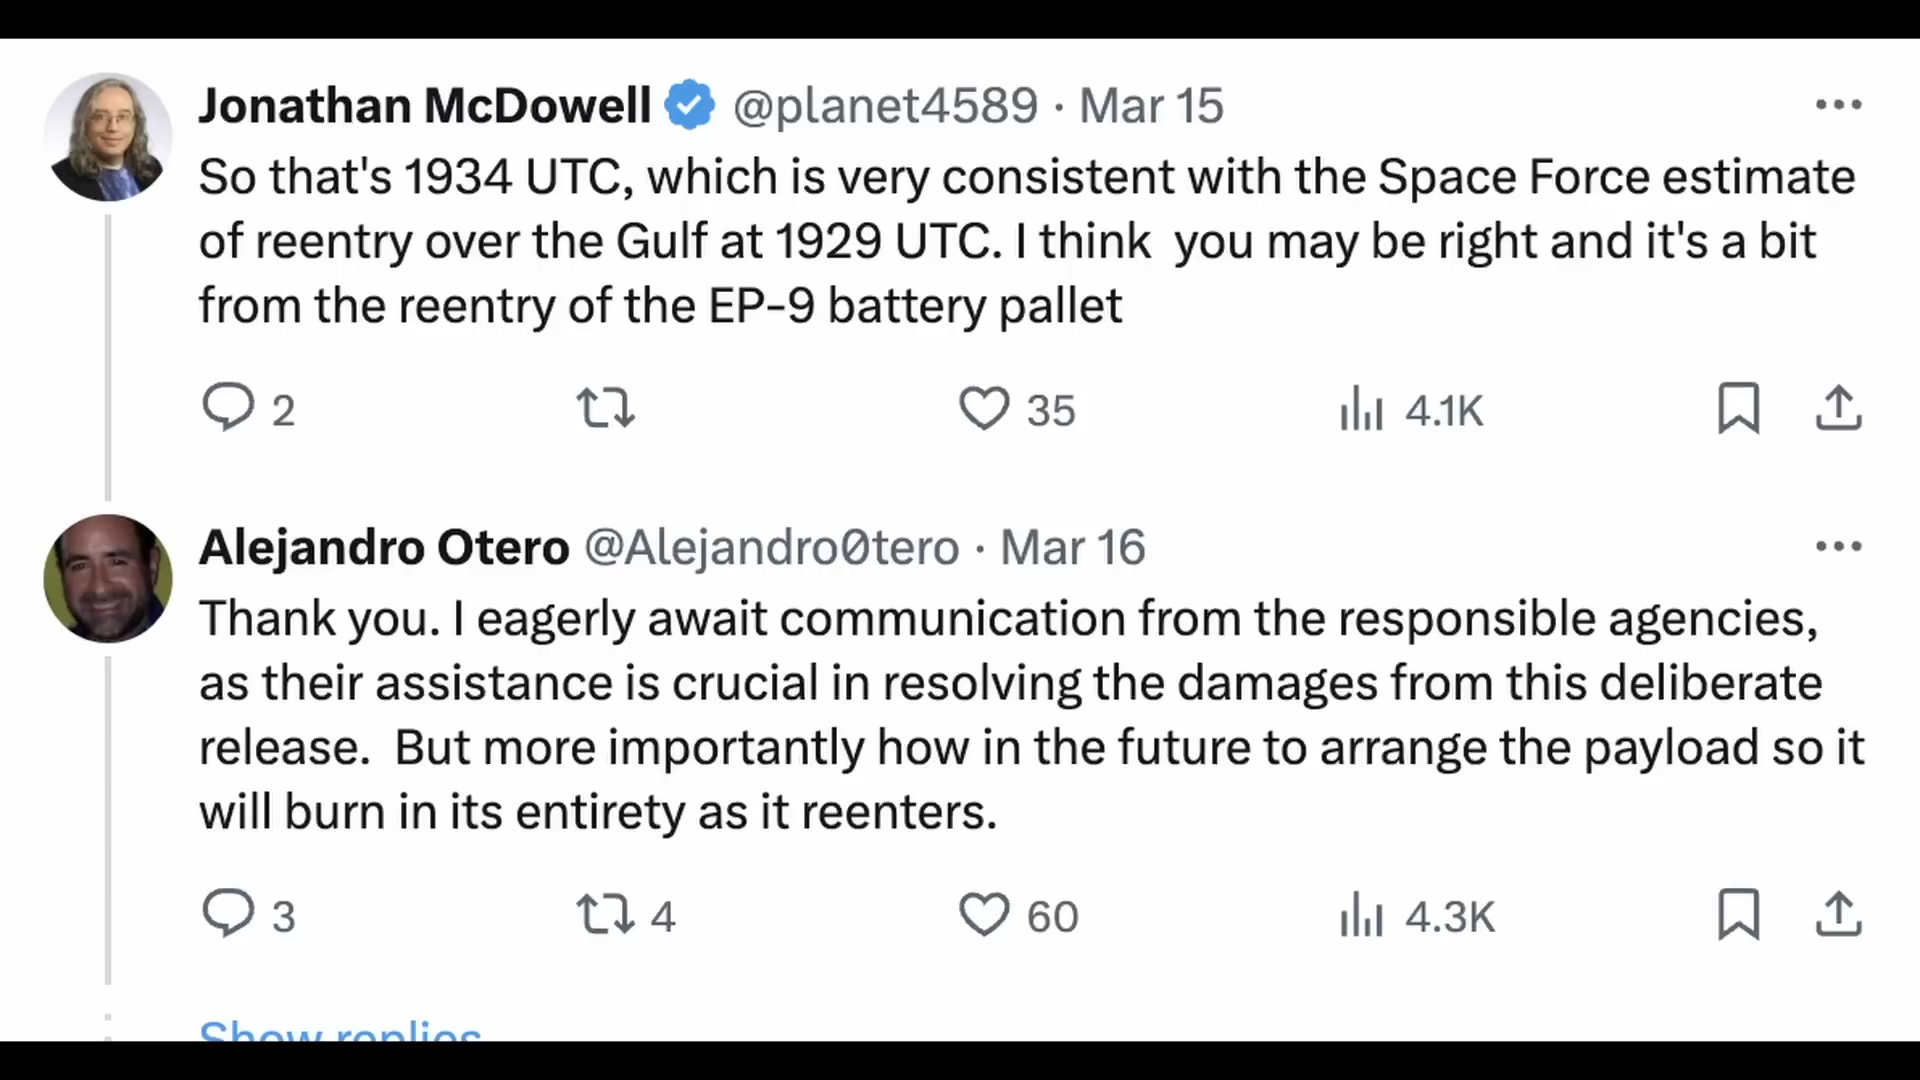 Jonathan McDowell @planet4589 · Mar 15
So that's 1934 UTC, which is very consistent with the Space Force estimate
of reentry over the Gulf at 1929 UTC. I think  you may be right and it's a bit
from the reentry of the EP-9 battery pallet
2 35 4.1K
Alejandro Otero @Alejandro0tero · Mar 16
Thank you. I eagerly await communication from the responsible agencies,
as their assistance is crucial in resolving the damages from this deliberate
release.  But more importantly how in the future to arrange the payload so it
will burn in its entirety as it reenters.
3 4 60 4.3K
Show replies